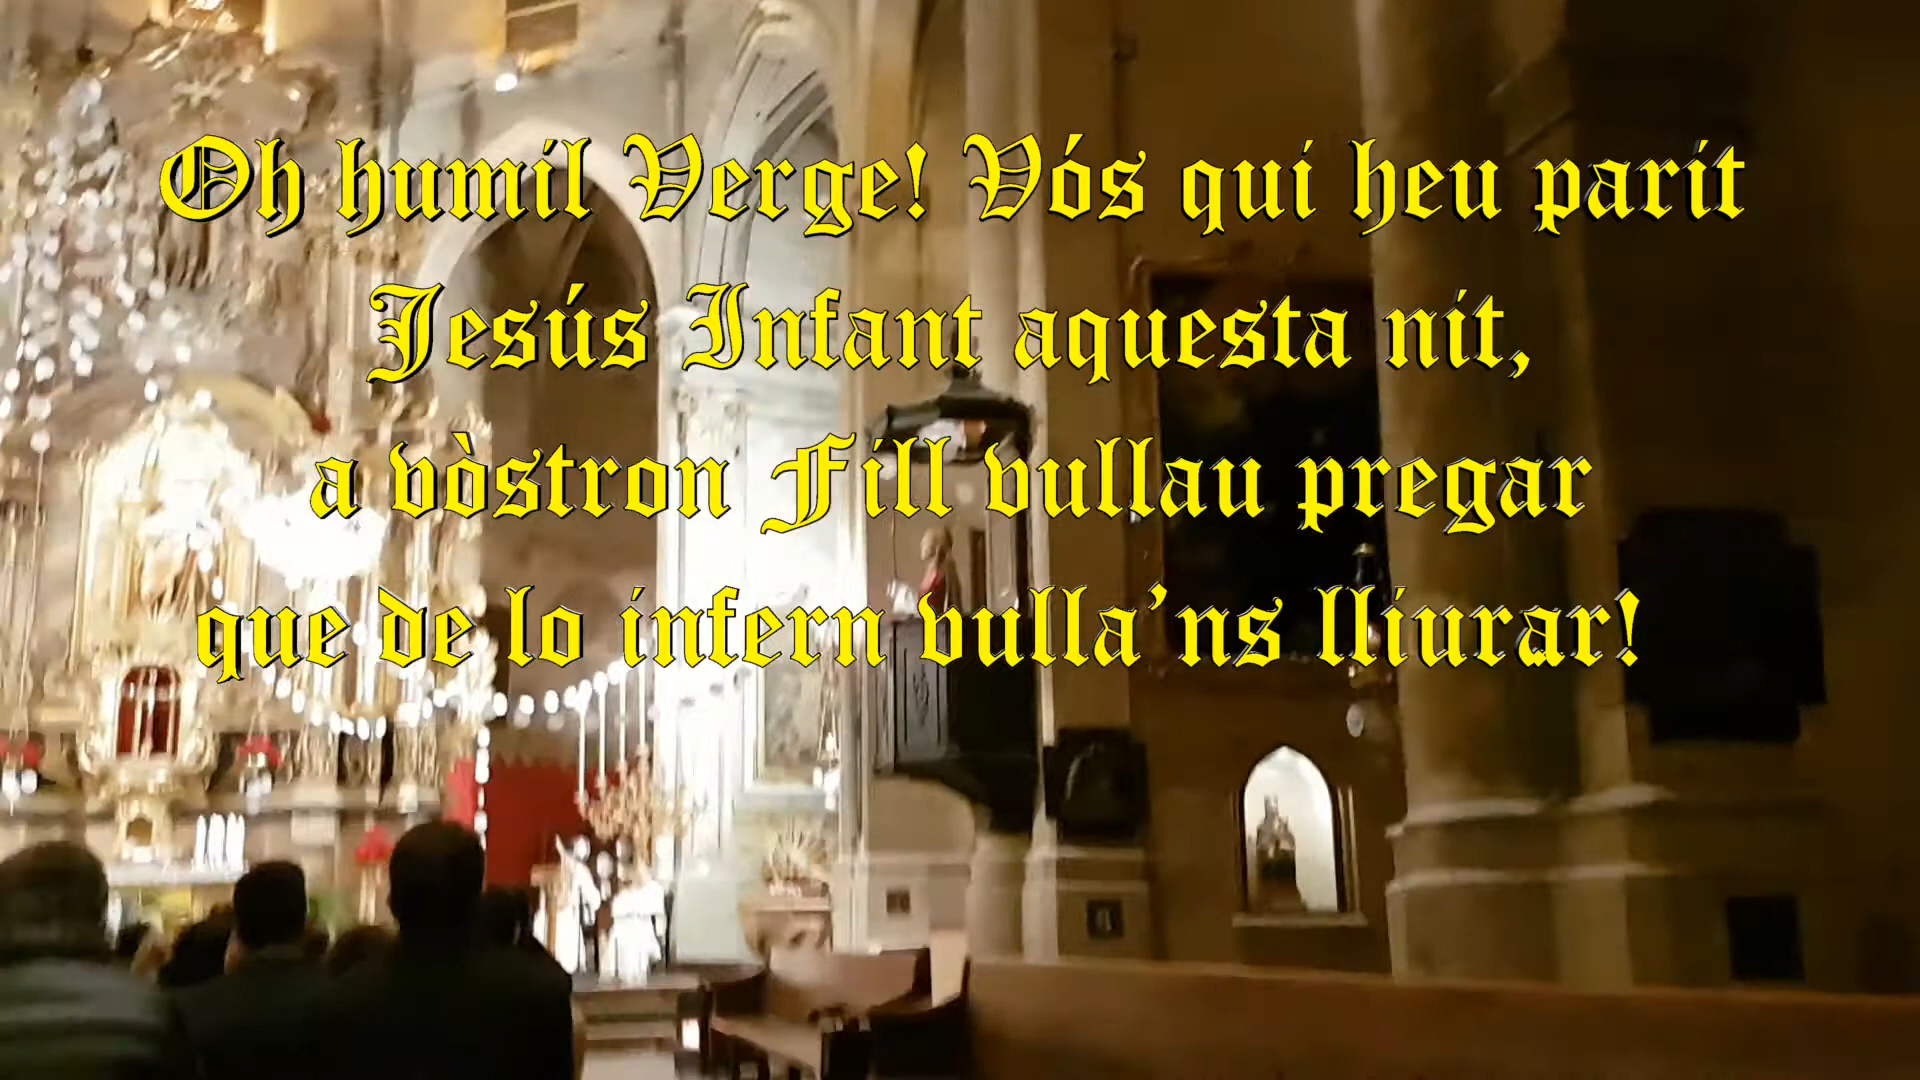 Oh humil Verge! Vós qui heu parit
Jesús Infant aquesta nit,
a vòstron Fill vullau pregar
que de lo infern vulla’ns lliurar!